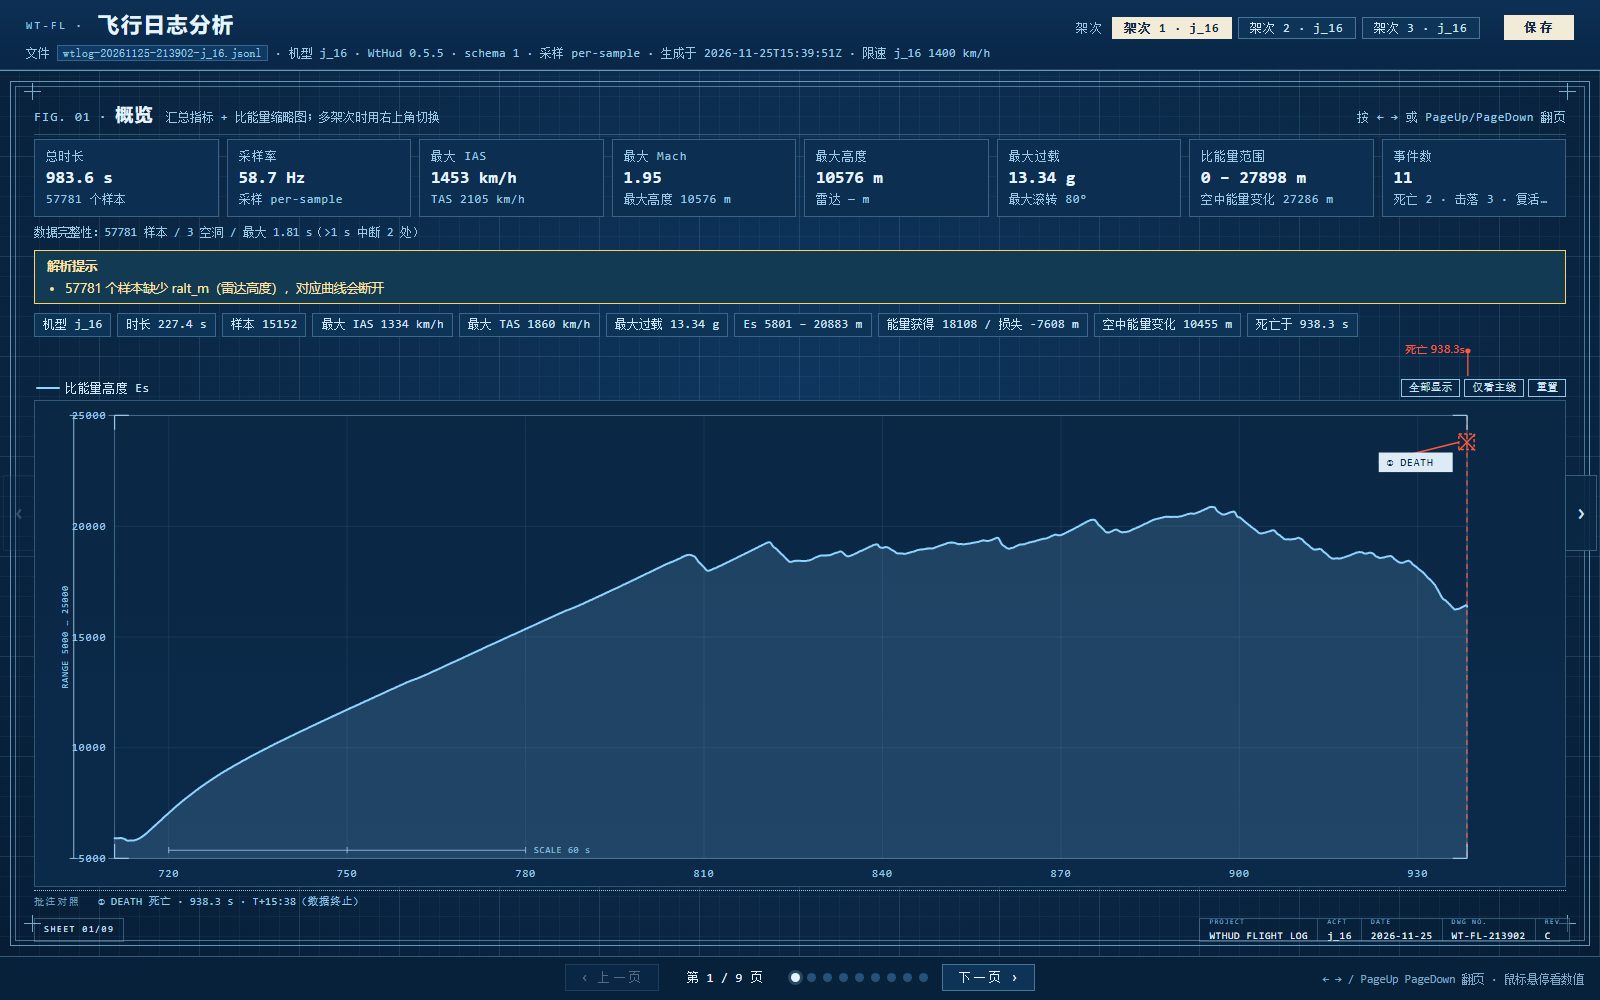 WT-FL · 飞行日志分析
架次 架次 1 · j_16 架次 2 · j_16 架次 3 · j_16 保存
文件 wtlog-20261125-213902-j_16.jsonl · 机型 j_16 · WtHud 0.5.5 · schema 1 · 采样 per-sample · 生成于 2026-11-25T15:39:51Z · 限速 j_16 1400 km/h
FIG. 01 · 概览 汇总指标 + 比能量缩略图；多架次时用右上角切换
按 ← → 或 PageUp/PageDown 翻页
总时长
983.6 s
57781 个样本
采样率
58.7 Hz
采样 per-sample
最大 IAS
1453 km/h
TAS 2105 km/h
最大 Mach
1.95
最大高度 10576 m
最大高度
10576 m
雷达 — m
最大过载
13.34 g
最大滚转 80°
比能量范围
0 – 27898 m
空中能量变化 27286 m
事件数
11
死亡 2 · 击落 3 · 复活…
数据完整性：57781 样本 / 3 空洞 / 最大 1.81 s（>1 s 中断 2 处）
解析提示
• 57781 个样本缺少 ralt_m（雷达高度），对应曲线会断开
机型 j_16 时长 227.4 s 样本 15152 最大 IAS 1334 km/h 最大 TAS 1860 km/h 最大过载 13.34 g Es 5801 – 20883 m 能量获得 18108 / 损失 -7608 m 空中能量变化 10455 m 死亡于 938.3 s
死亡 938.3s
比能量高度 Es
全部显示 仅看主线 重置
25000
20000
15000
10000
5000
RANGE 5000 – 25000
① DEATH
SCALE 60 s
720 750 780 810 840 870 900 930
批注对照 ① DEATH 死亡 · 938.3 s · T+15:38（数据终止）
SHEET 01/09
PROJECT ACFT DATE DWG NO. REV
WTHUD FLIGHT LOG j_16 2026-11-25 WT-FL-213902 C
‹ 上一页 第 1 / 9 页 下一页 ›
← → / PageUp PageDown 翻页 · 鼠标悬停看数值